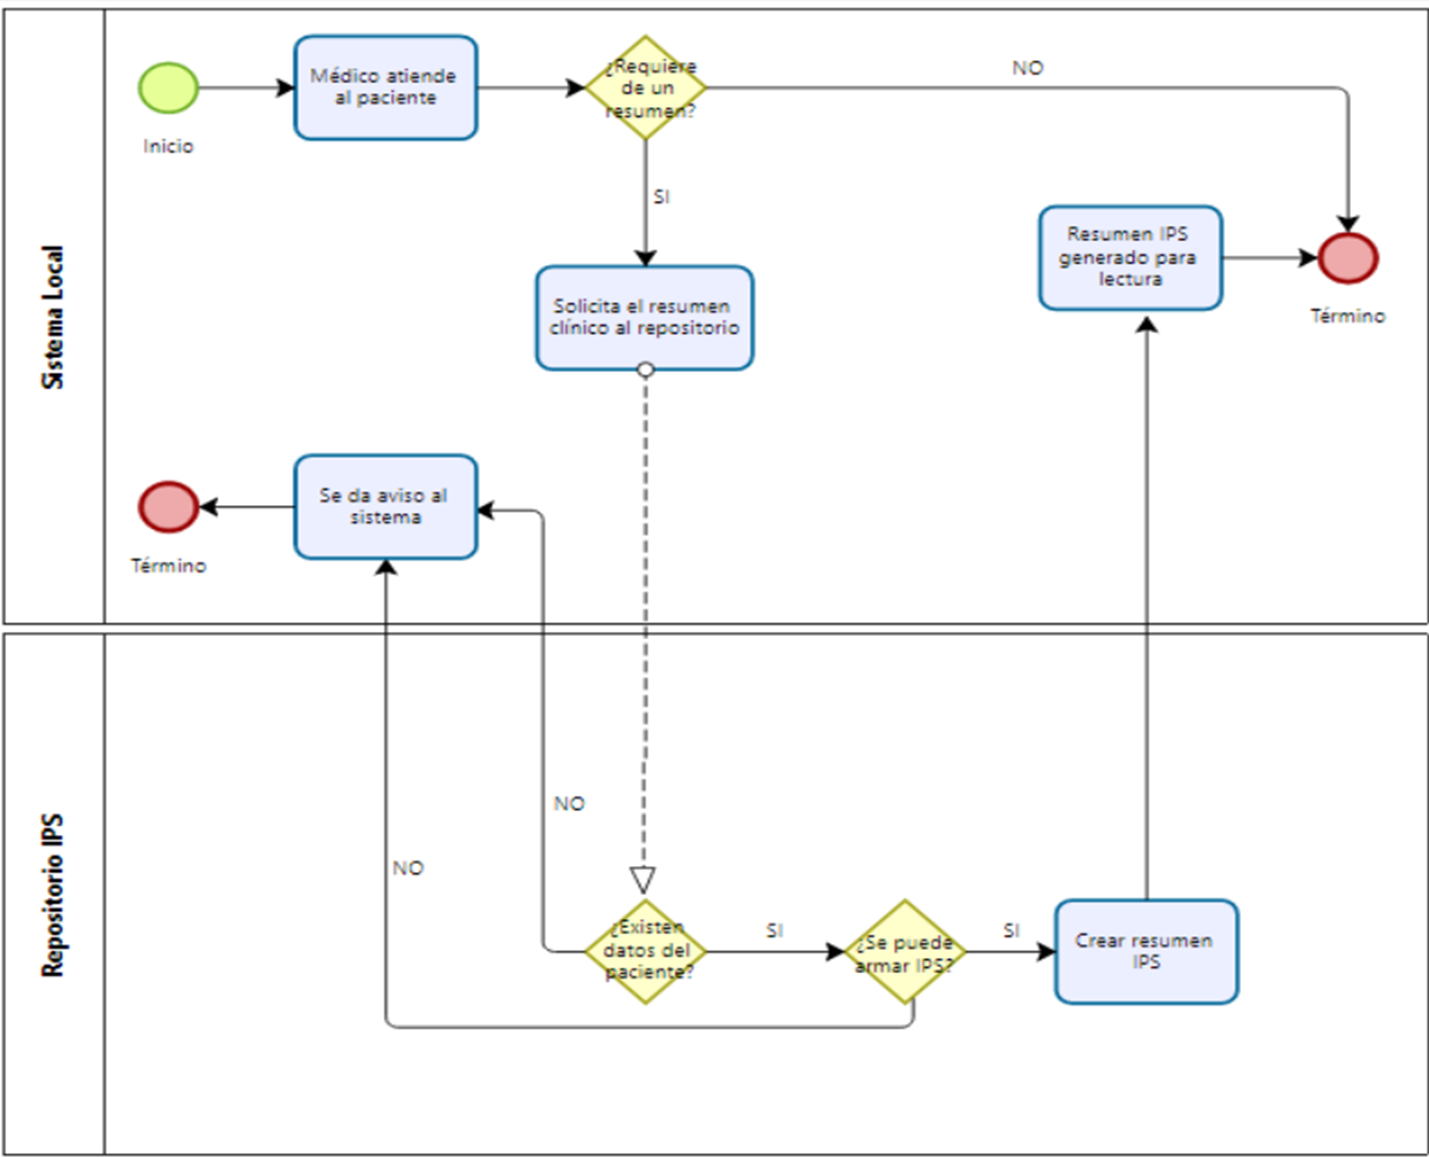 Sistema Local
Inicio
Médico atiende
al paciente
¿Requiere
de un
resumen?
NO
SI
Solicita el resumen
clínico al repositorio
Resumen IPS
generado para
lectura
Término
Se da aviso al
sistema
Término
Repositorio IPS
NO
NO
¿Existen
datos del
paciente?
SI
¿Se puede
armar IPS?
SI
Crear resumen
IPS